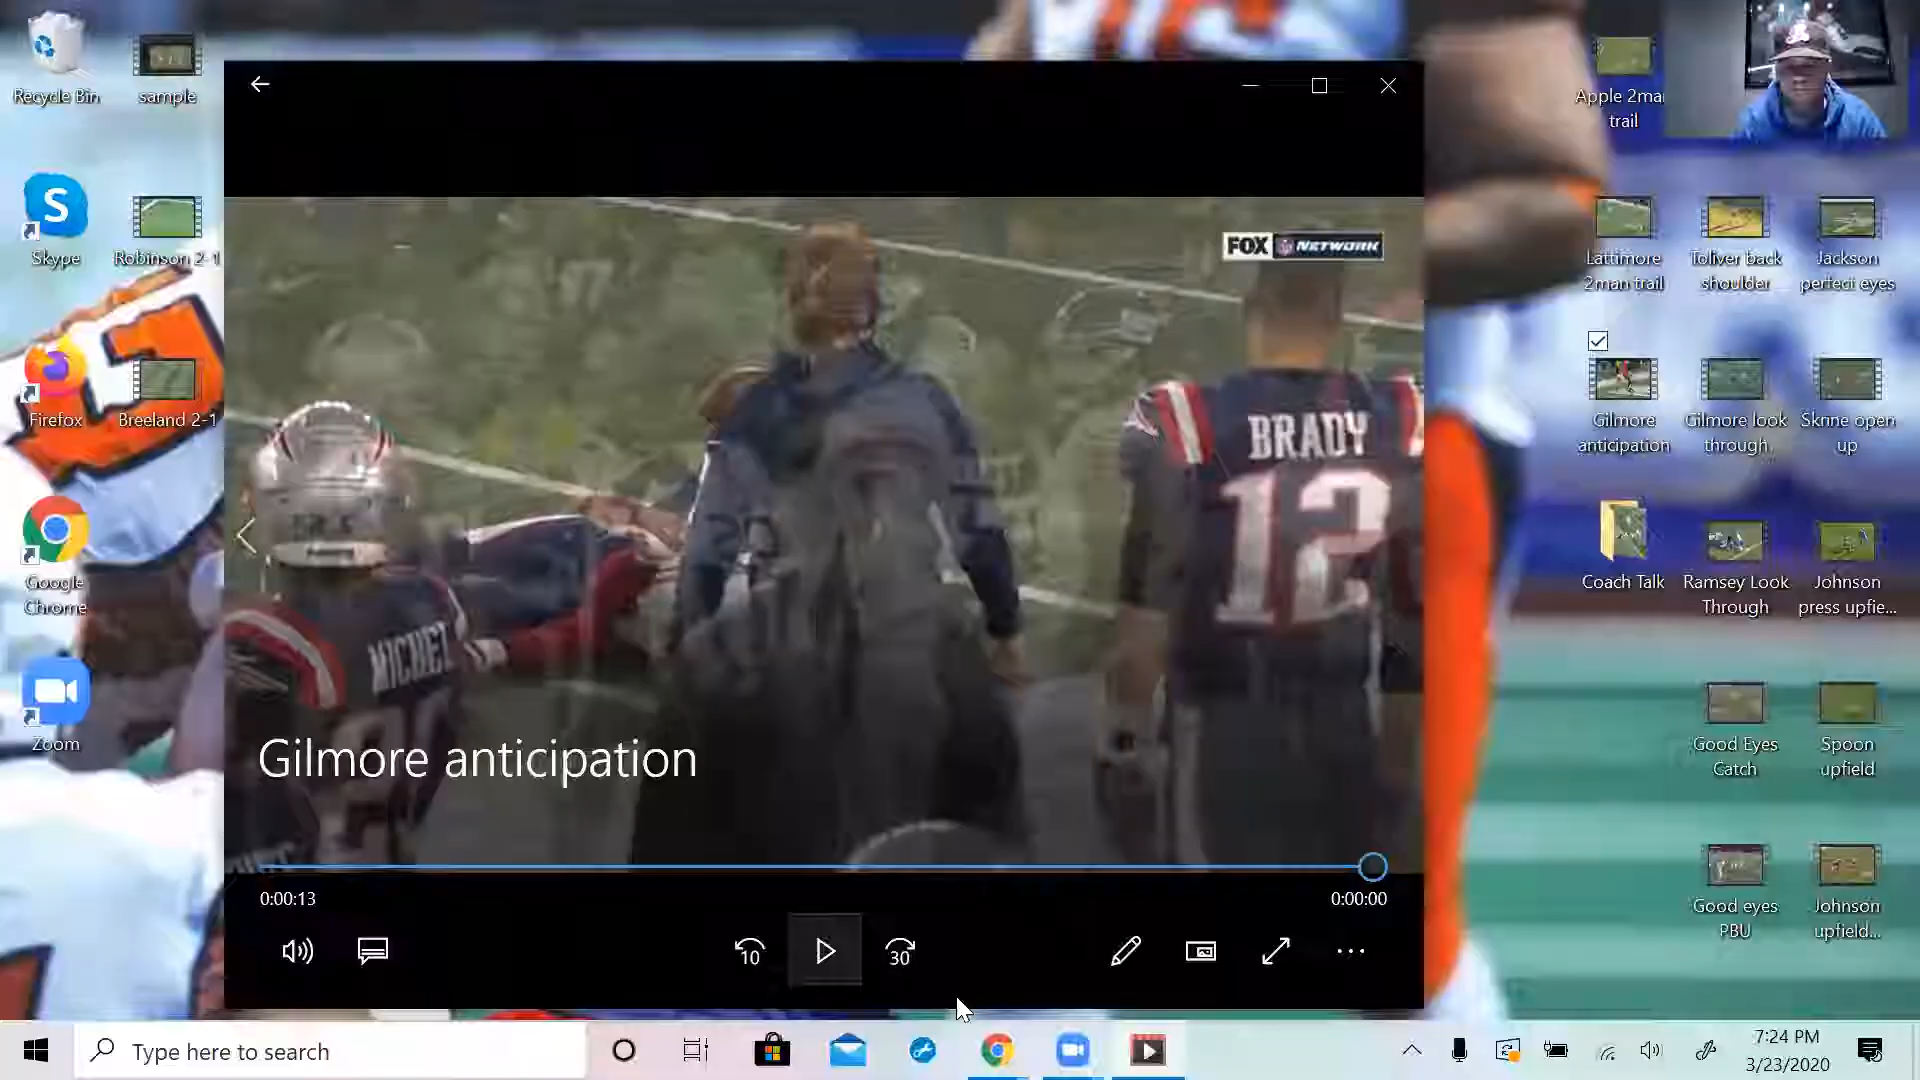 Recycle Bin
sample
Skype
Robinson 2-1
Firefox
Breeland 2-1
Google
Chrome
Zoom
FOX NETWORK
BRADY
12
MICHEL
Gilmore anticipation
0:00:13
0:00:00
10
30
Apple 2man
trail
Lattimore
2man trail
Toliver back
shoulder
Jackson
perfect eyes
Gilmore
anticipation
Gilmore look
through
Skrine open
up
Coach Talk
Ramsey Look
Through
Johnson
press upfie...
Good Eyes
Catch
Spoon
upfield
Good eyes
PBU
Johnson
upfield...
Type here to search
7:24 PM
3/23/2020